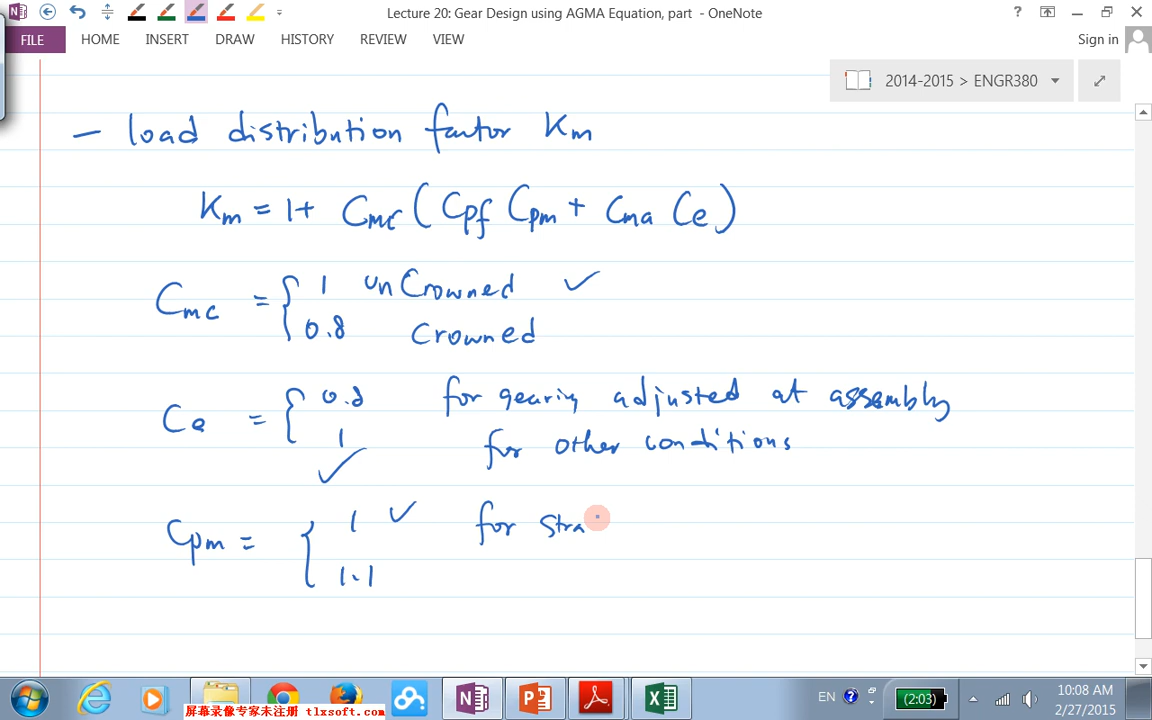 Lecture 20: Gear Design using AGMA Equation, part - OneNote
FILE HOME INSERT DRAW HISTORY REVIEW VIEW Sign in
2014-2015 > ENGR380
- load distribution factor Km
Km = 1+ Cmc ( Cpf Cpm + Cma Ce )
Cmc = { 1 unCrowned ✓
0.8 Crowned
Ce = { 0.8 for gearing adjusted at assembly
1 for other conditions
✓
Cpm = { 1 ✓ for stra
1.1
EN (2:03) 10:08 AM
2/27/2015
屏幕录像专家未注册 tlxsoft.com